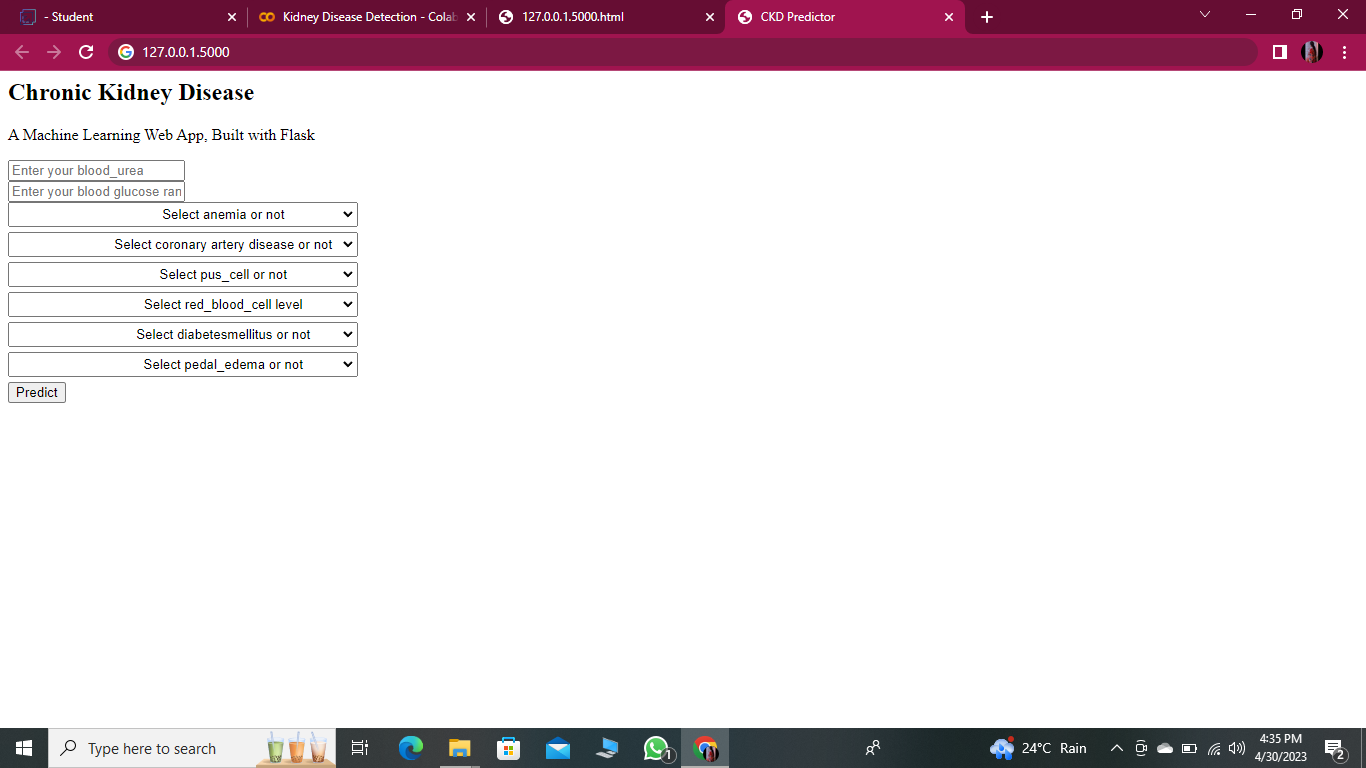 - Student
Kidney Disease Detection - Colab
127.0.0.1.5000.html
CKD Predictor
127.0.0.1.5000
Chronic Kidney Disease
A Machine Learning Web App, Built with Flask
Enter your blood_urea
Enter your blood glucose ran
Select anemia or not
Select coronary artery disease or not
Select pus_cell or not
Select red_blood_cell level
Select diabetesmellitus or not
Select pedal_edema or not
Predict
Type here to search
1
24°C Rain
4:35 PM
4/30/2023
2